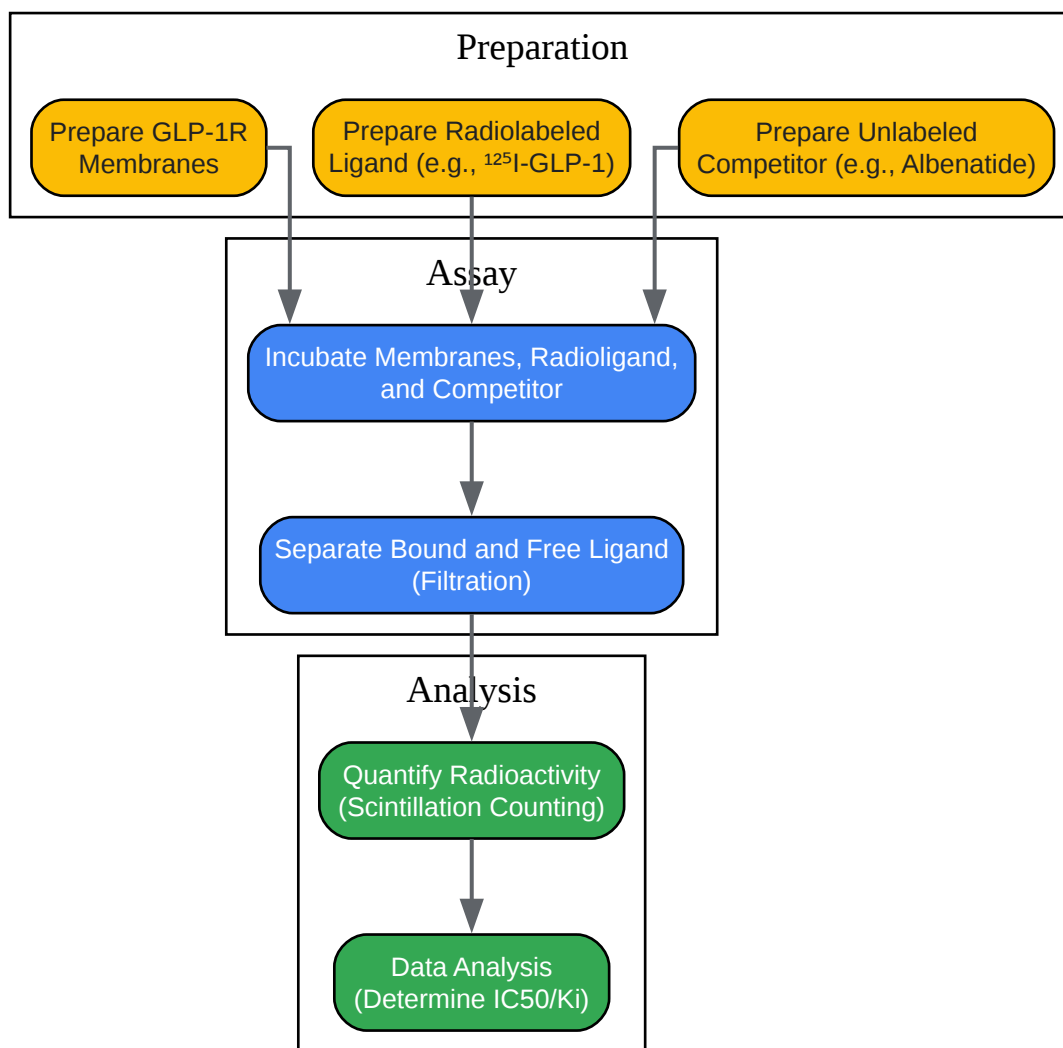 Preparation
Prepare GLP-1R
Membranes
Prepare Radiolabeled
Ligand (e.g., ¹²⁵I-GLP-1)
Prepare Unlabeled
Competitor (e.g., Albenatide)
Assay
Incubate Membranes, Radioligand,
and Competitor
Separate Bound and Free Ligand
(Filtration)
Analysis
Quantify Radioactivity
(Scintillation Counting)
Data Analysis
(Determine IC50/Ki)